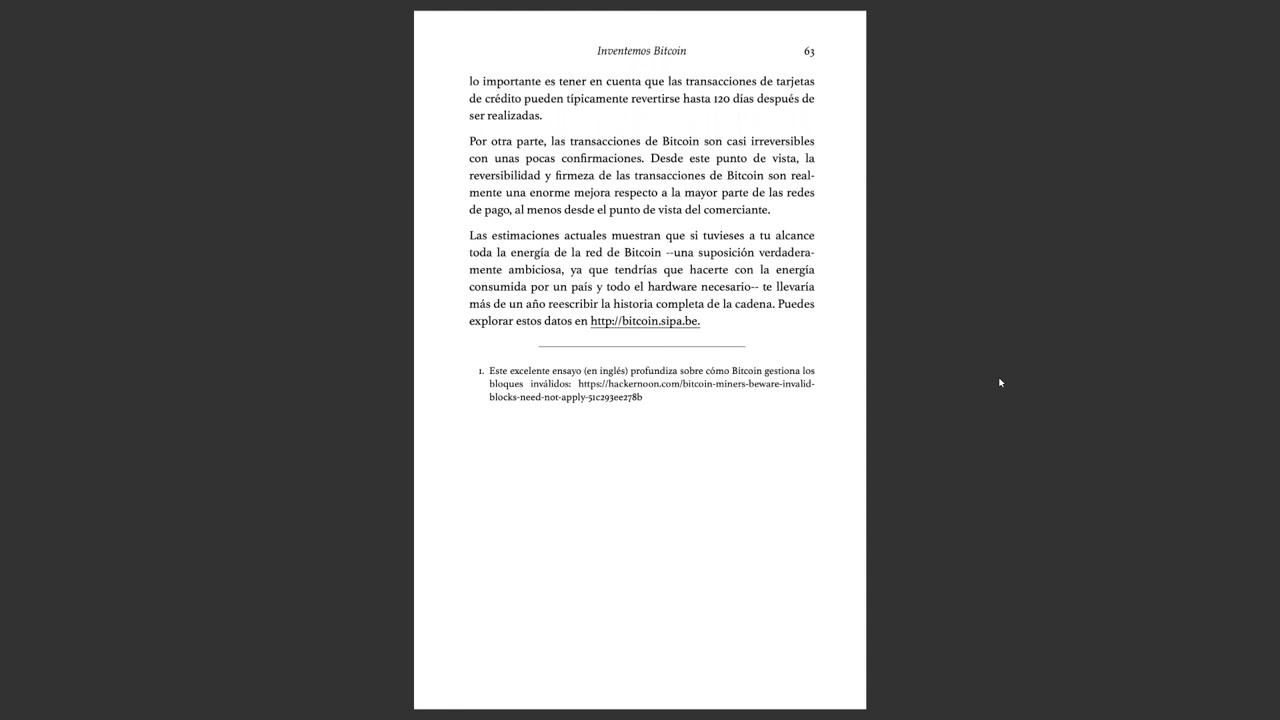 Inventemos Bitcoin 63
lo importante es tener en cuenta que las transacciones de tarjetas
de crédito pueden típicamente revertirse hasta 120 días después de
ser realizadas.
Por otra parte, las transacciones de Bitcoin son casi irreversibles
con unas pocas confirmaciones. Desde este punto de vista, la
reversibilidad y firmeza de las transacciones de Bitcoin son real-
mente una enorme mejora respecto a la mayor parte de las redes
de pago, al menos desde el punto de vista del comerciante.
Las estimaciones actuales muestran que si tuvieses a tu alcance
toda la energía de la red de Bitcoin --una suposición verdadera-
mente ambiciosa, ya que tendrías que hacerte con la energía
consumida por un país y todo el hardware necesario-- te llevaría
más de un año reescribir la historia completa de la cadena. Puedes
explorar estos datos en http://bitcoin.sipa.be.
1. Este excelente ensayo (en inglés) profundiza sobre cómo Bitcoin gestiona los
bloques inválidos: https://hackernoon.com/bitcoin-miners-beware-invalid-
blocks-need-not-apply-51c293ee278b